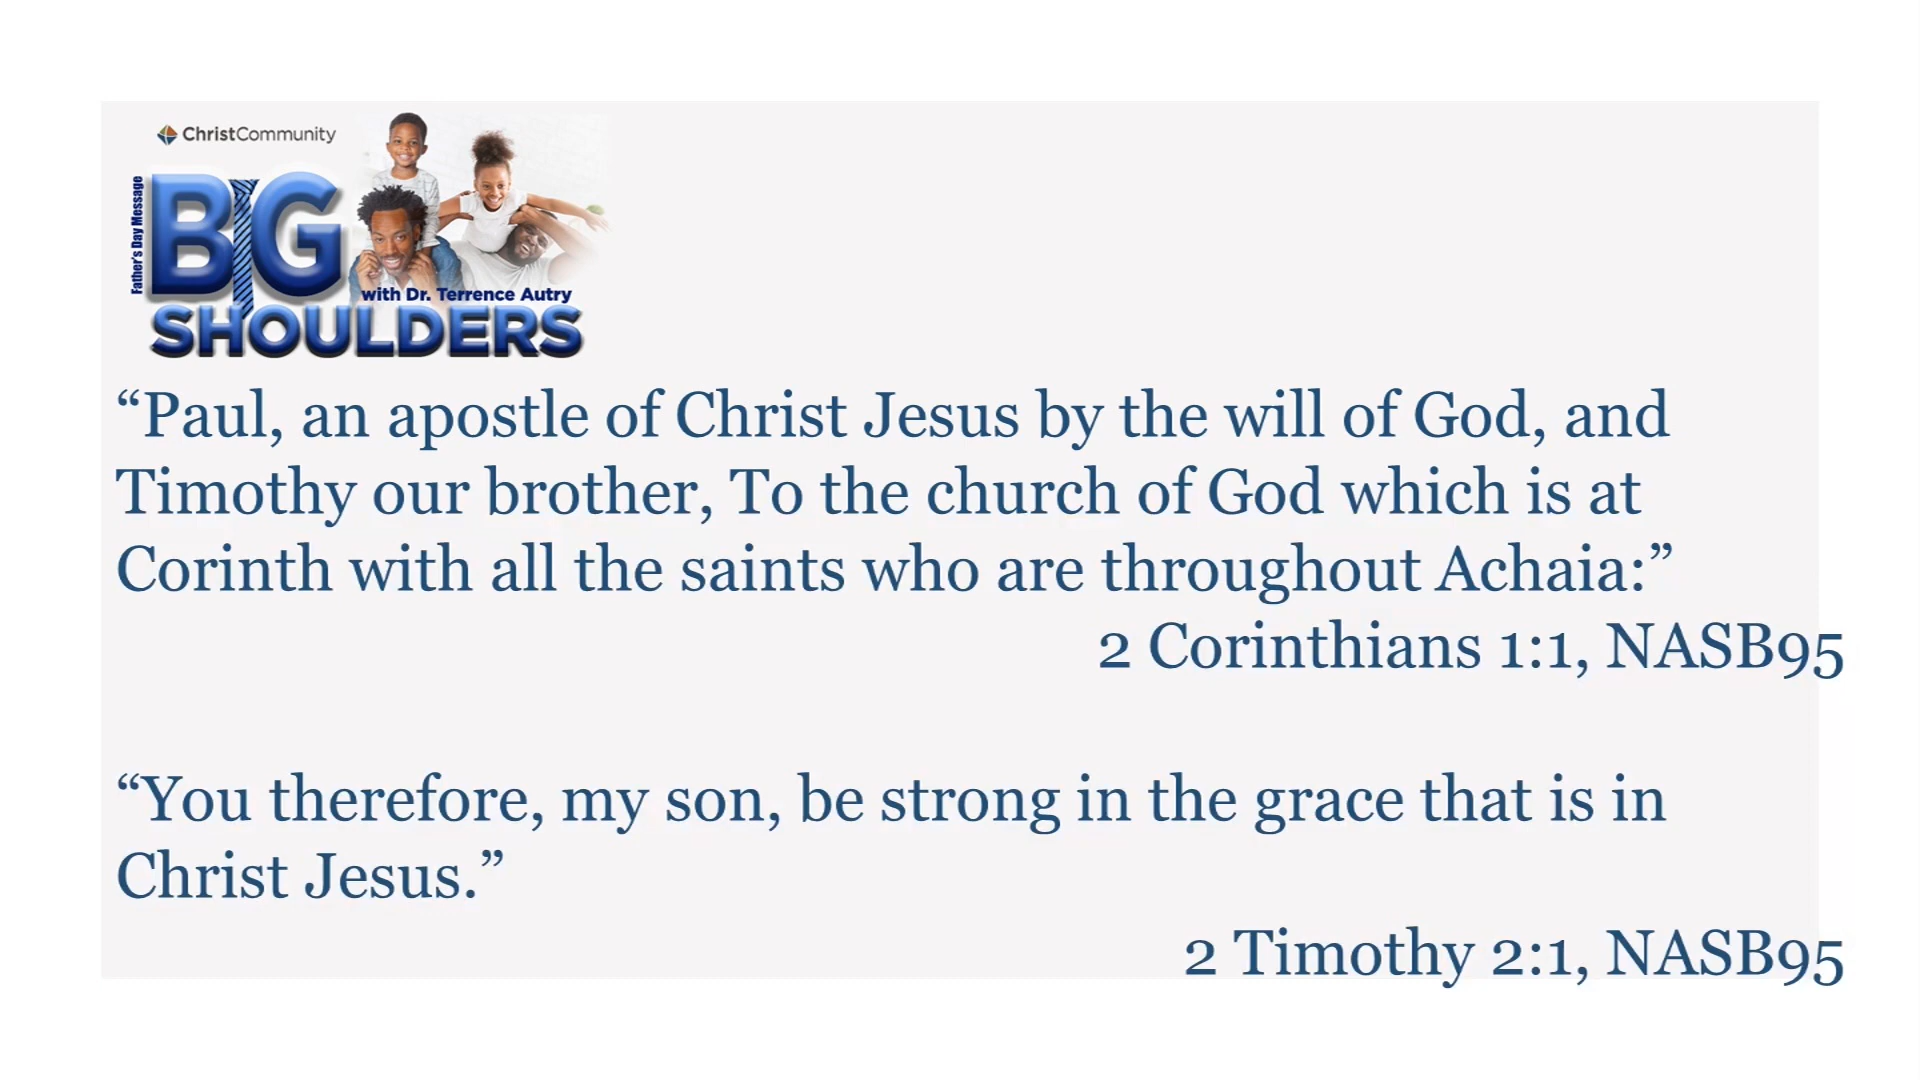 ChristCommunity
Father's Day Message
BIG
with Dr. Terrence Autry
SHOULDERS
“Paul, an apostle of Christ Jesus by the will of God, and
Timothy our brother, To the church of God which is at
Corinth with all the saints who are throughout Achaia:”
2 Corinthians 1:1, NASB95
“You therefore, my son, be strong in the grace that is in
Christ Jesus.”
2 Timothy 2:1, NASB95